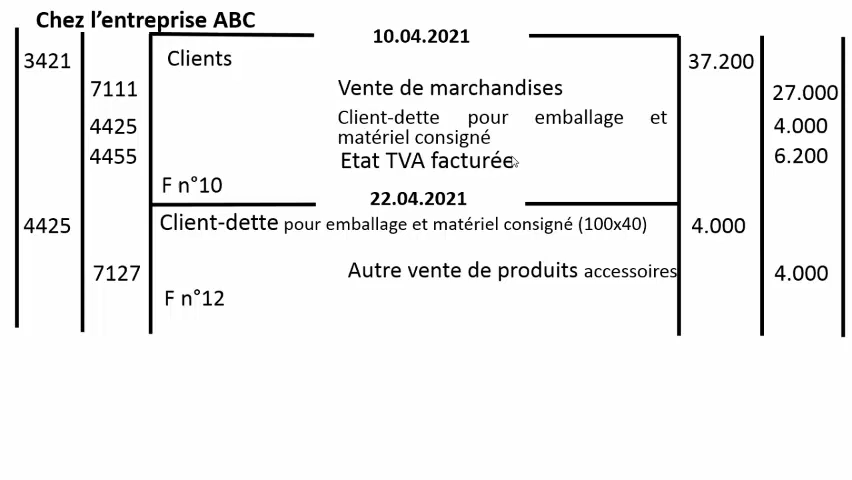 Chez l'entreprise ABC
10.04.2021
3421 Clients 37.200
7111 Vente de marchandises 27.000
4425 Client-dette pour emballage et 4.000
matériel consigné
4455 Etat TVA facturée 6.200
F n°10
22.04.2021
4425 Client-dette pour emballage et matériel consigné (100x40) 4.000
7127 Autre vente de produits accessoires 4.000
F n°12